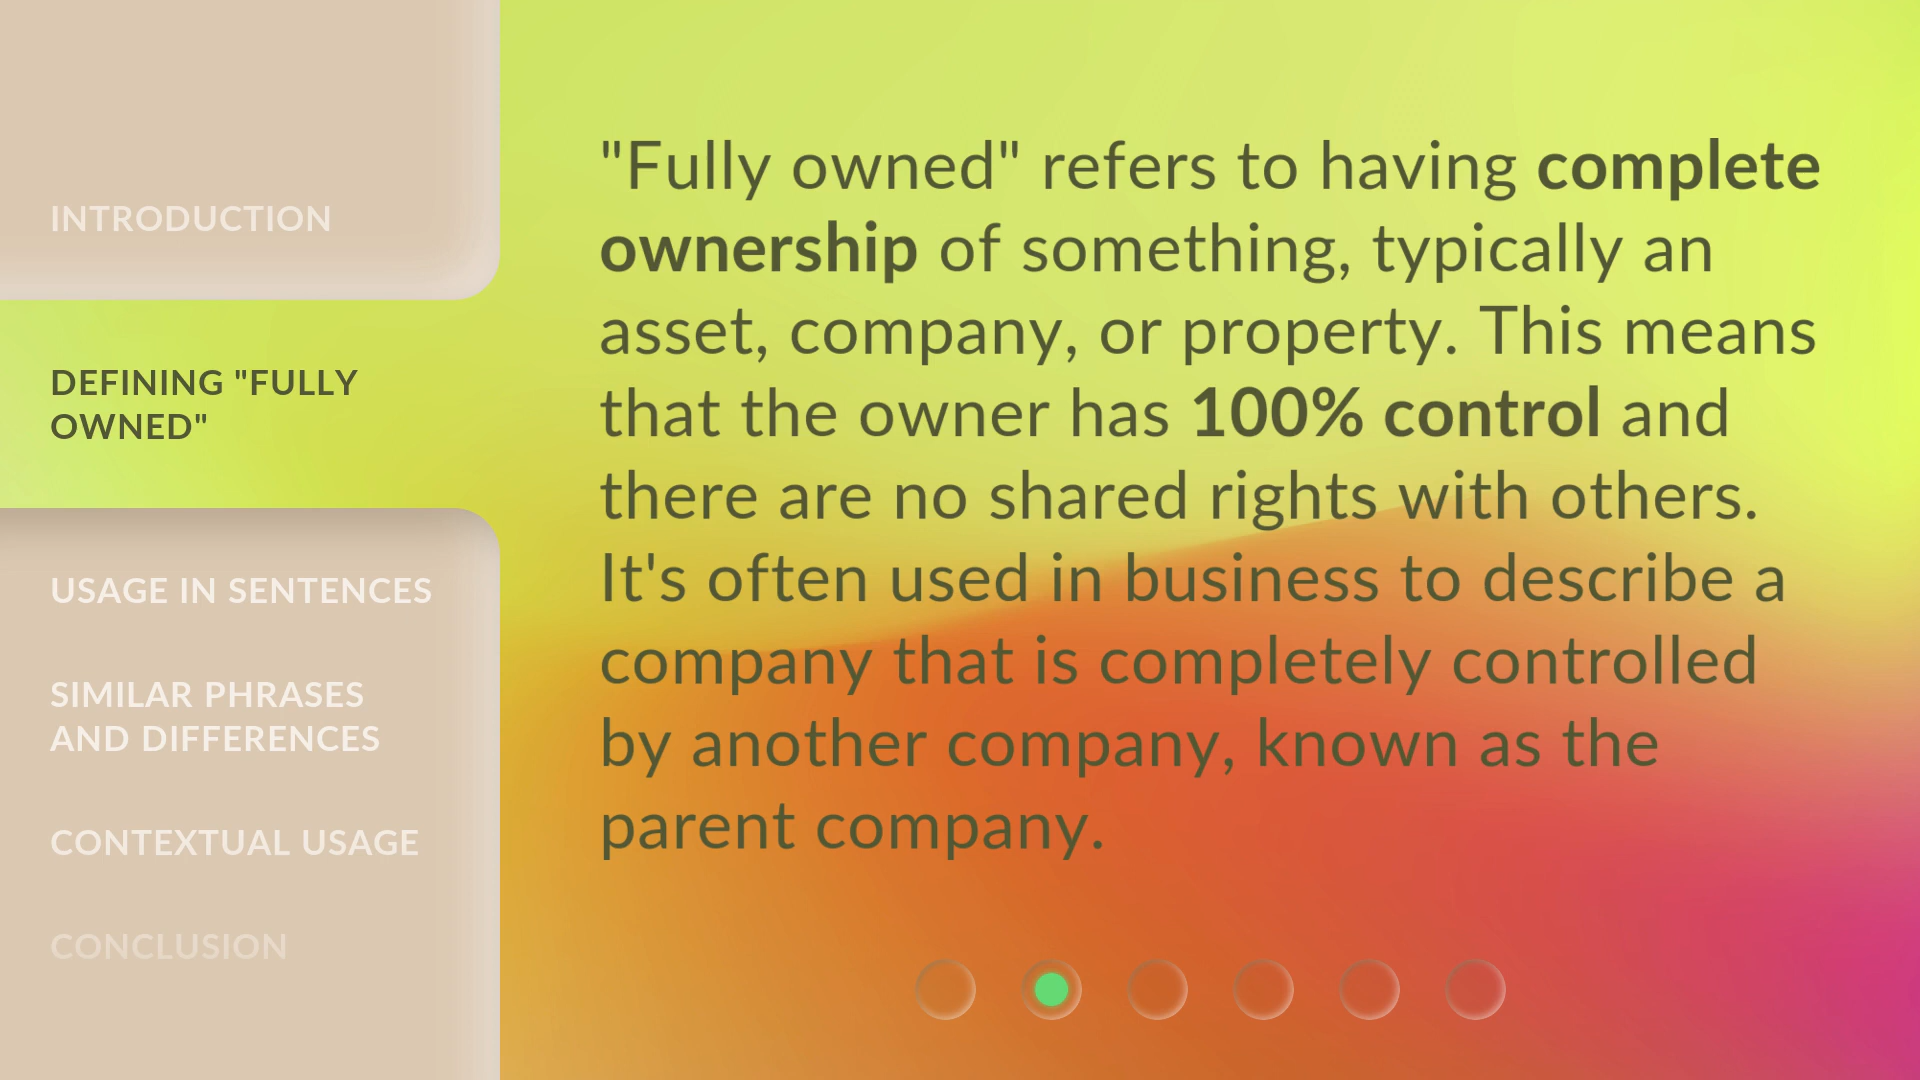 INTRODUCTION
DEFINING "FULLY
OWNED"
USAGE IN SENTENCES
SIMILAR PHRASES
AND DIFFERENCES
CONTEXTUAL USAGE
CONCLUSION
"Fully owned" refers to having complete
ownership of something, typically an
asset, company, or property. This means
that the owner has 100% control and
there are no shared rights with others.
It's often used in business to describe a
company that is completely controlled
by another company, known as the
parent company.